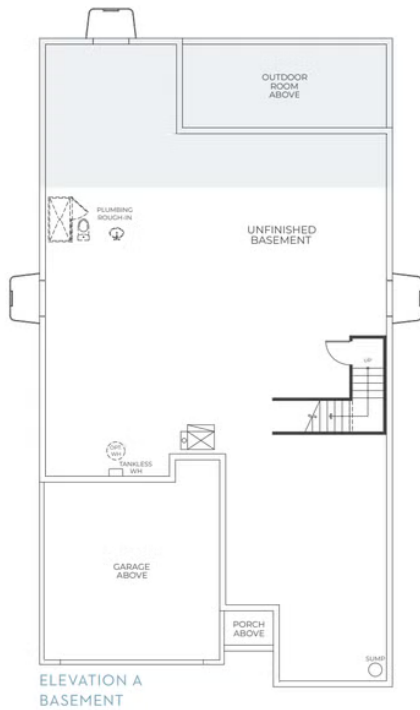 OUTDOOR
ROOM
ABOVE
PLUMBING
ROUGH-IN
UNFINISHED
BASEMENT
UP
OPT.
WH
TANKLESS
WH
GARAGE
ABOVE
PORCH
ABOVE
SUMP
ELEVATION A
BASEMENT